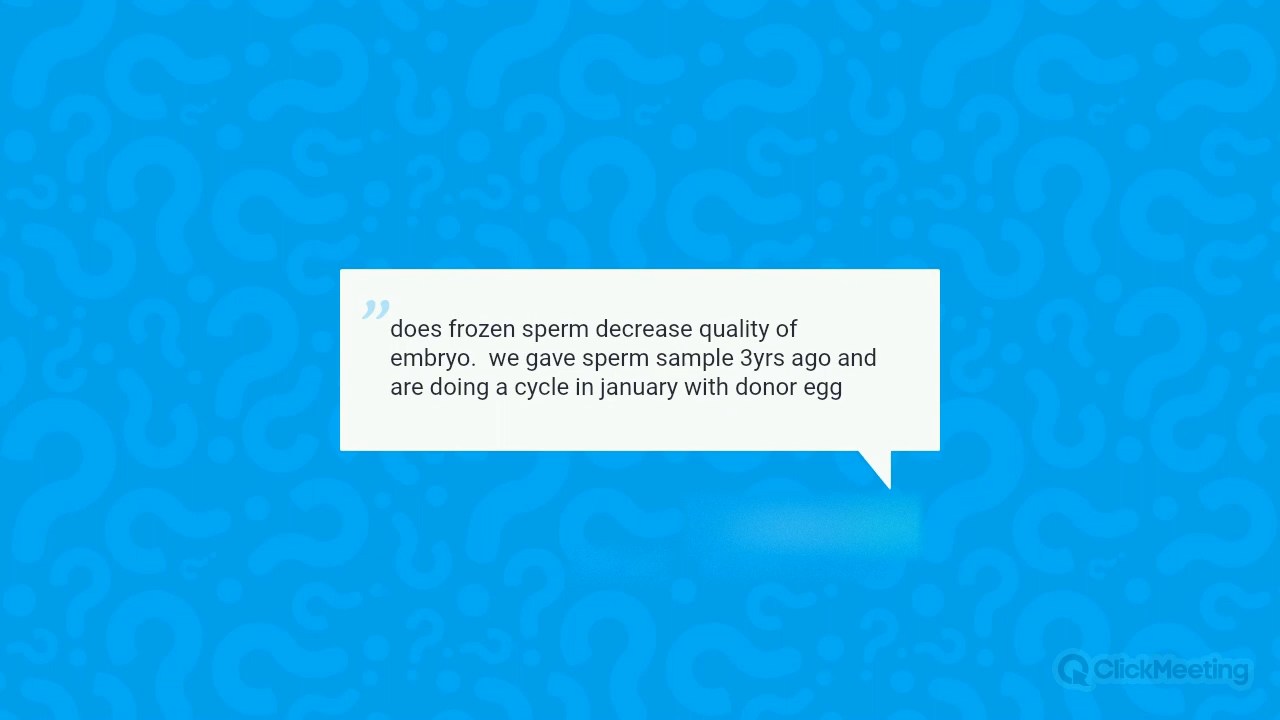 ”
does frozen sperm decrease quality of
embryo.  we gave sperm sample 3yrs ago and
are doing a cycle in january with donor egg
ClickMeeting